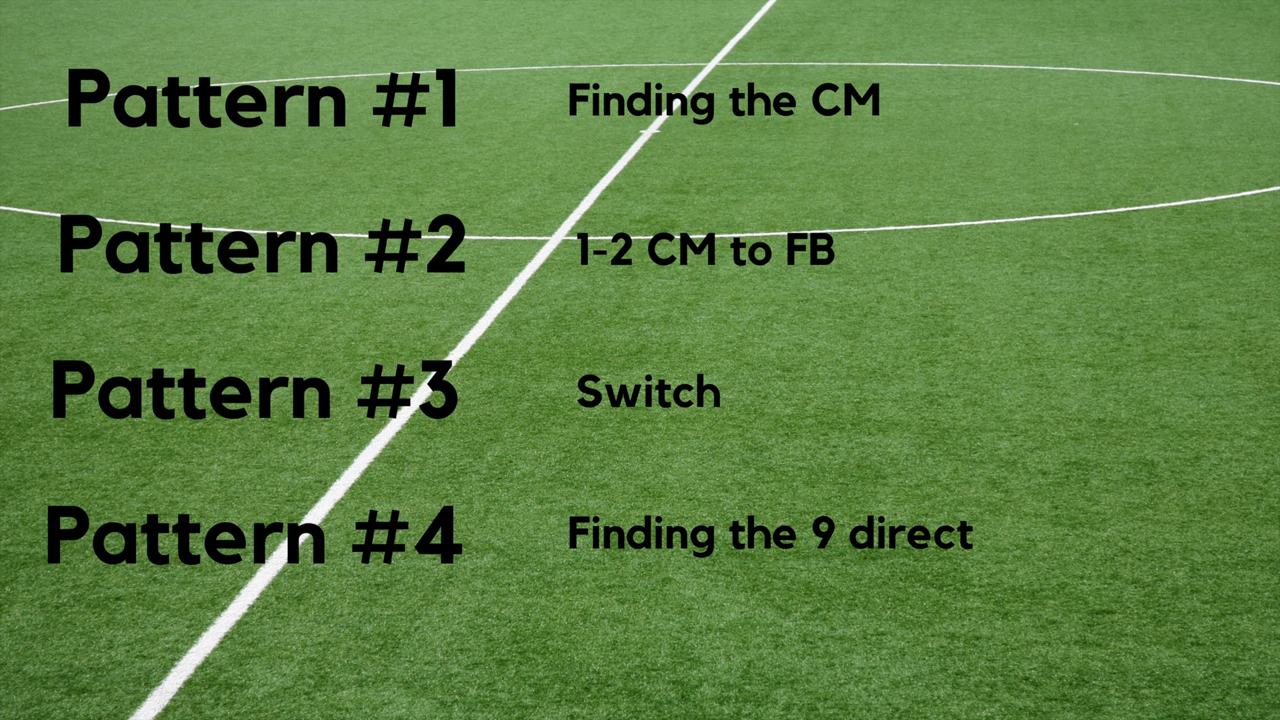 Pattern #1 Finding the CM
Pattern #2 1-2 CM to FB
Pattern #3 Switch
Pattern #4 Finding the 9 direct